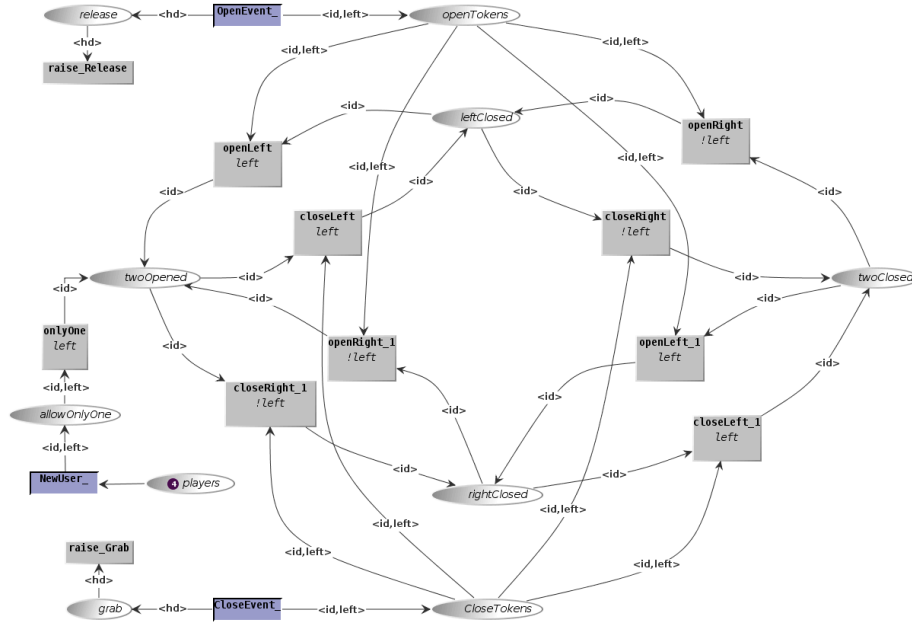 release
<hd>
OpenEvent_
<id,left>
openTokens
<hd>
raise_Release
<id,left>
<id,left>
<id>
leftClosed
<id>
openLeft
left
openRight
!left
<id,left>
<id,left>
<id>
<id>
<id>
<id>
closeLeft
left
closeRight
!left
twoOpened
<id>
<id>
twoClosed
<id>
<id>
<id>
onlyOne
left
<id>
openRight_1
!left
openLeft_1
left
<id>
<id,left>
closeRight_1
!left
<id>
<id>
allowOnlyOne
closeLeft_1
left
<id,left>
<id>
<id>
NewUser_
4 players
rightClosed
<id,left>
<id,left>
raise_Grab
<id,left>
<id,left>
<hd>
grab
<hd>
CloseEvent_
<id,left>
CloseTokens